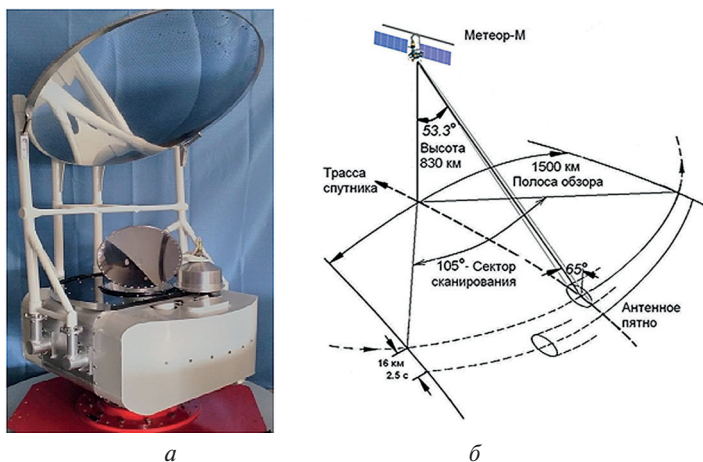 Метеор-М
53.3°
Высота
830 км
1500 км
Полоса обзора
Трасса
спутника
105°- Сектор
сканирования
65°
Антенное
пятно
16 км
2.5 с
а
б